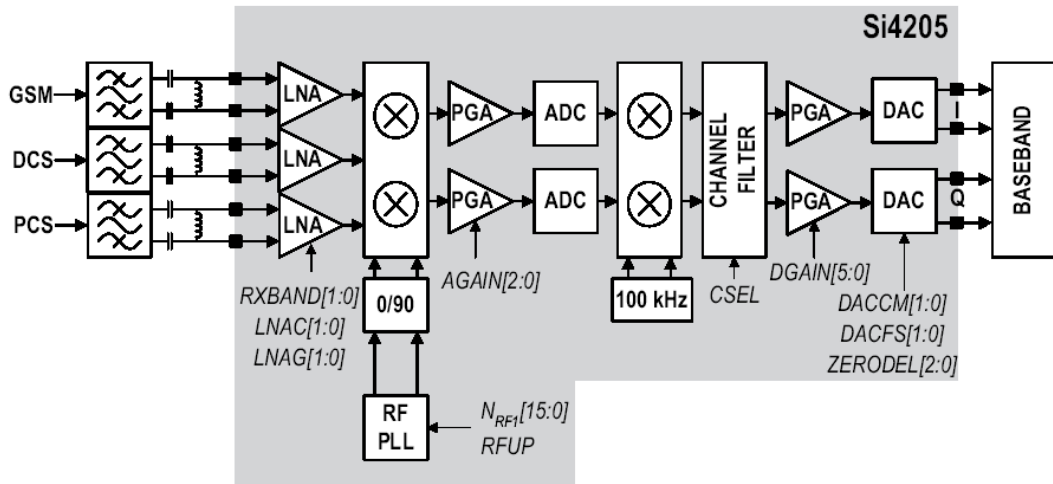 Si4205
GSM
DCS
PCS
LNA
LNA
LNA
PGA
PGA
ADC
ADC
CHANNEL
FILTER
PGA
PGA
DAC
DAC
I
Q
BASEBAND
RXBAND[1:0]
LNAC[1:0]
LNAG[1:0]
0/90
AGAIN[2:0]
100 kHz
CSEL
DGAIN[5:0]
DACCM[1:0]
DACFS[1:0]
ZERODEL[2:0]
RF
PLL
NRF1[15:0]
RFUP